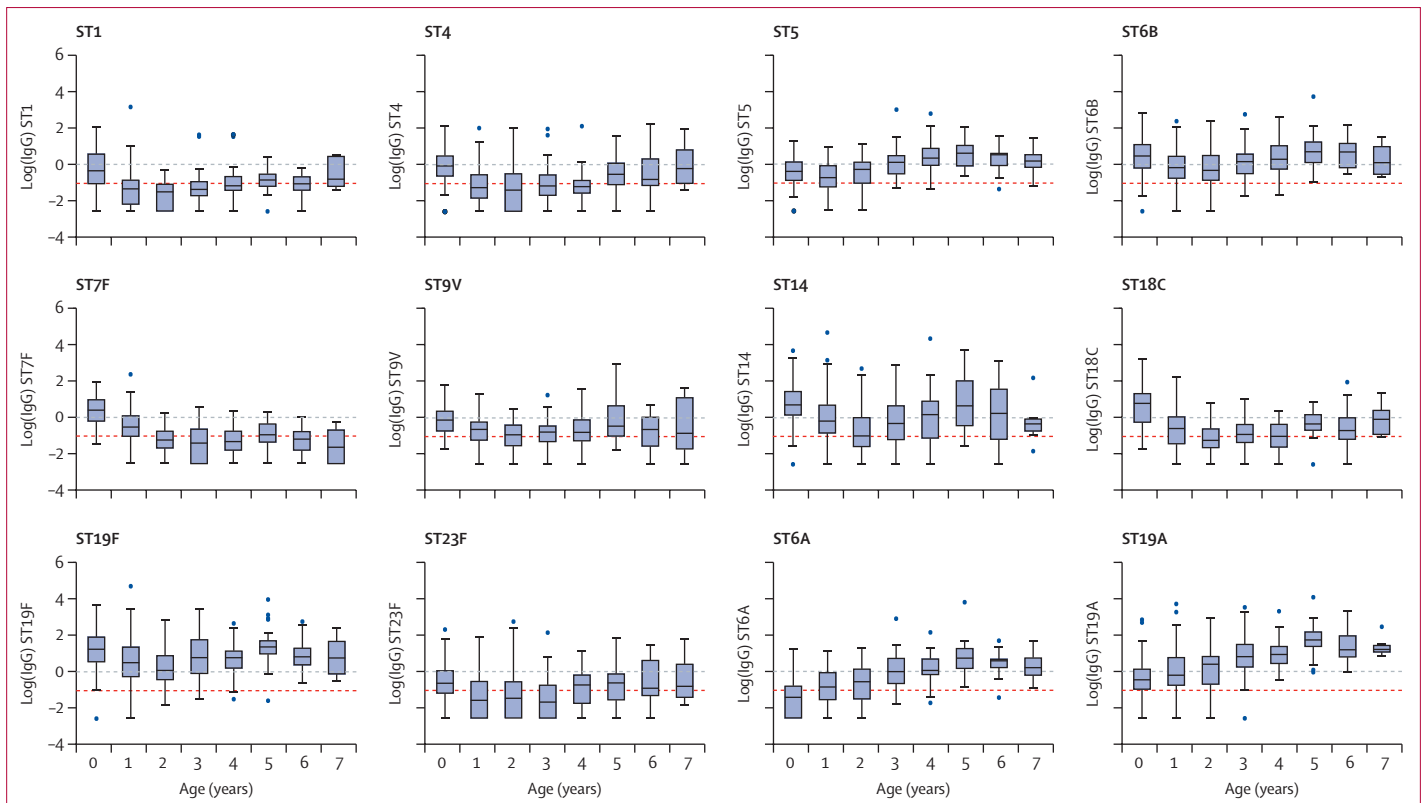 ST1
ST4
ST5
ST6B
6
4
2
0
−2
−4
Log(IgG) ST1
Log(IgG) ST4
Log(IgG) ST5
Log(IgG) ST6B
ST7F
ST9V
ST14
ST18C
6
4
2
0
−2
−4
Log(IgG) ST7F
Log(IgG) ST9V
Log(IgG) ST14
Log(IgG) ST18C
ST19F
ST23F
ST6A
ST19A
6
4
2
0
−2
−4
Log(IgG) ST19F
Log(IgG) ST23F
Log(IgG) ST6A
Log(IgG) ST19A
0 1 2 3 4 5 6 7
0 1 2 3 4 5 6 7
0 1 2 3 4 5 6 7
0 1 2 3 4 5 6 7
Age (years)
Age (years)
Age (years)
Age (years)